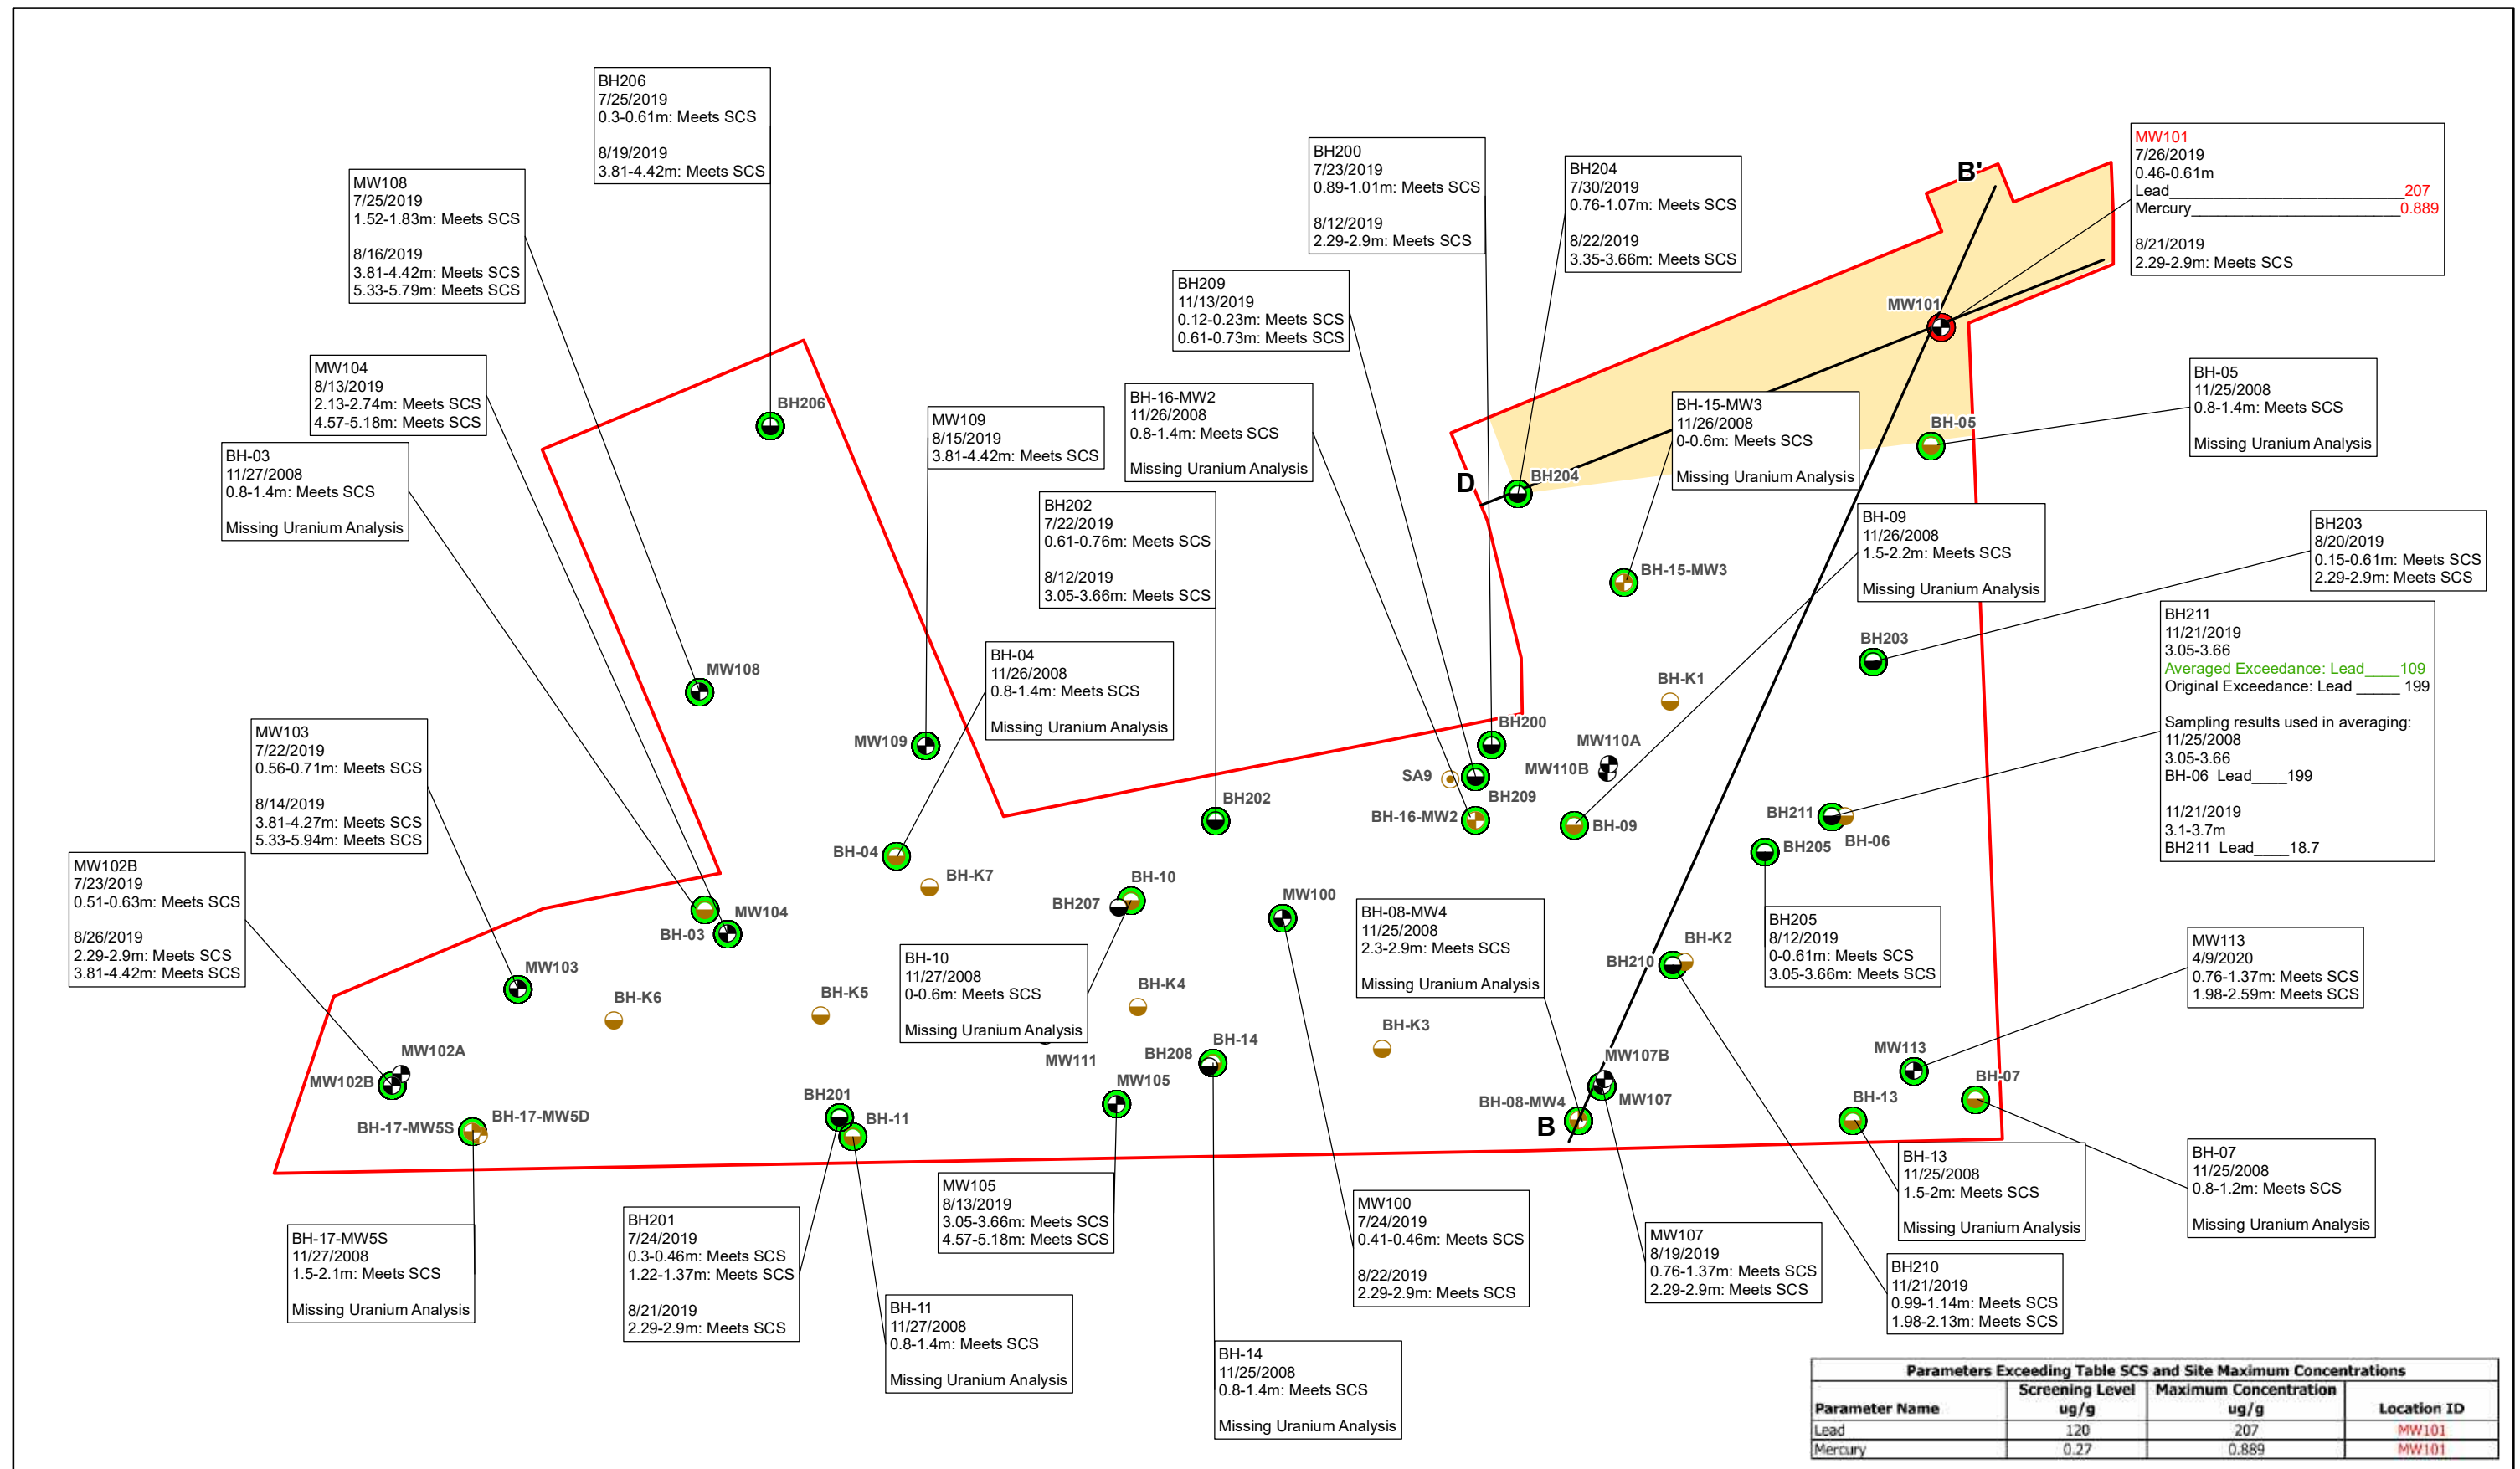 BH206
7/25/2019
0.3-0.61m: Meets SCS
8/19/2019
3.81-4.42m: Meets SCS
MW108
7/25/2019
1.52-1.83m: Meets SCS
8/16/2019
3.81-4.42m: Meets SCS
5.33-5.79m: Meets SCS
BH200
7/23/2019
0.89-1.01m: Meets SCS
8/12/2019
2.29-2.9m: Meets SCS
BH204
7/30/2019
0.76-1.07m: Meets SCS
8/22/2019
3.35-3.66m: Meets SCS
MW101
7/26/2019
0.46-0.61m
Lead____________________________207
Mercury_________________________0.889
8/21/2019
2.29-2.9m: Meets SCS
B'
BH209
11/13/2019
0.12-0.23m: Meets SCS
0.61-0.73m: Meets SCS
MW101
MW104
8/13/2019
2.13-2.74m: Meets SCS
4.57-5.18m: Meets SCS
BH-05
11/25/2008
0.8-1.4m: Meets SCS
Missing Uranium Analysis
BH-16-MW2
11/26/2008
0.8-1.4m: Meets SCS
Missing Uranium Analysis
BH-15-MW3
11/26/2008
0-0.6m: Meets SCS
Missing Uranium Analysis
BH206
MW109
8/15/2019
3.81-4.42m: Meets SCS
BH-05
BH-03
11/27/2008
0.8-1.4m: Meets SCS
Missing Uranium Analysis
D
BH204
BH202
7/22/2019
0.61-0.76m: Meets SCS
8/12/2019
3.05-3.66m: Meets SCS
BH-09
11/26/2008
1.5-2.2m: Meets SCS
Missing Uranium Analysis
BH203
8/20/2019
0.15-0.61m: Meets SCS
2.29-2.9m: Meets SCS
BH-15-MW3
BH211
11/21/2019
3.05-3.66
Averaged Exceedance: Lead____109
Original Exceedance: Lead _____ 199
Sampling results used in averaging:
11/25/2008
3.05-3.66
BH-06  Lead____199
11/21/2019
3.1-3.7m
BH211  Lead____18.7
BH203
BH-04
11/26/2008
0.8-1.4m: Meets SCS
Missing Uranium Analysis
MW108
BH-K1
MW103
7/22/2019
0.56-0.71m: Meets SCS
8/14/2019
3.81-4.27m: Meets SCS
5.33-5.94m: Meets SCS
BH200
MW109
MW110A
MW110B
SA9
BH209
BH-16-MW2
BH202
BH-09
BH211
BH-06
BH205
BH-04
BH-K7
MW102B
7/23/2019
0.51-0.63m: Meets SCS
8/26/2019
2.29-2.9m: Meets SCS
3.81-4.42m: Meets SCS
BH-10
BH207
MW100
MW104
BH-03
BH-08-MW4
11/25/2008
2.3-2.9m: Meets SCS
Missing Uranium Analysis
BH205
8/12/2019
0-0.61m: Meets SCS
3.05-3.66m: Meets SCS
BH-K2
BH210
MW113
4/9/2020
0.76-1.37m: Meets SCS
1.98-2.59m: Meets SCS
BH-10
11/27/2008
0-0.6m: Meets SCS
Missing Uranium Analysis
MW103
BH-K6
BH-K5
BH-K4
BH-K3
MW111
BH208
BH-14
MW102A
MW102B
MW105
MW107B
MW107
MW113
BH-07
BH-13
BH-08-MW4
B
BH201
BH-11
BH-17-MW5S
BH-17-MW5D
BH-13
11/25/2008
1.5-2m: Meets SCS
Missing Uranium Analysis
BH-07
11/25/2008
0.8-1.2m: Meets SCS
Missing Uranium Analysis
MW105
8/13/2019
3.05-3.66m: Meets SCS
4.57-5.18m: Meets SCS
MW100
7/24/2019
0.41-0.46m: Meets SCS
8/22/2019
2.29-2.9m: Meets SCS
BH201
7/24/2019
0.3-0.46m: Meets SCS
1.22-1.37m: Meets SCS
8/21/2019
2.29-2.9m: Meets SCS
BH-17-MW5S
11/27/2008
1.5-2.1m: Meets SCS
Missing Uranium Analysis
MW107
8/19/2019
0.76-1.37m: Meets SCS
2.29-2.9m: Meets SCS
BH210
11/21/2019
0.99-1.14m: Meets SCS
1.98-2.13m: Meets SCS
BH-11
11/27/2008
0.8-1.4m: Meets SCS
Missing Uranium Analysis
BH-14
11/25/2008
0.8-1.4m: Meets SCS
Missing Uranium Analysis
Parameters Exceeding Table SCS and Site Maximum Concentrations
Parameter Name  Screening Level ug/g  Maximum Concentration ug/g  Location ID
Lead  120  207  MW101
Mercury  0.27  0.889  MW101